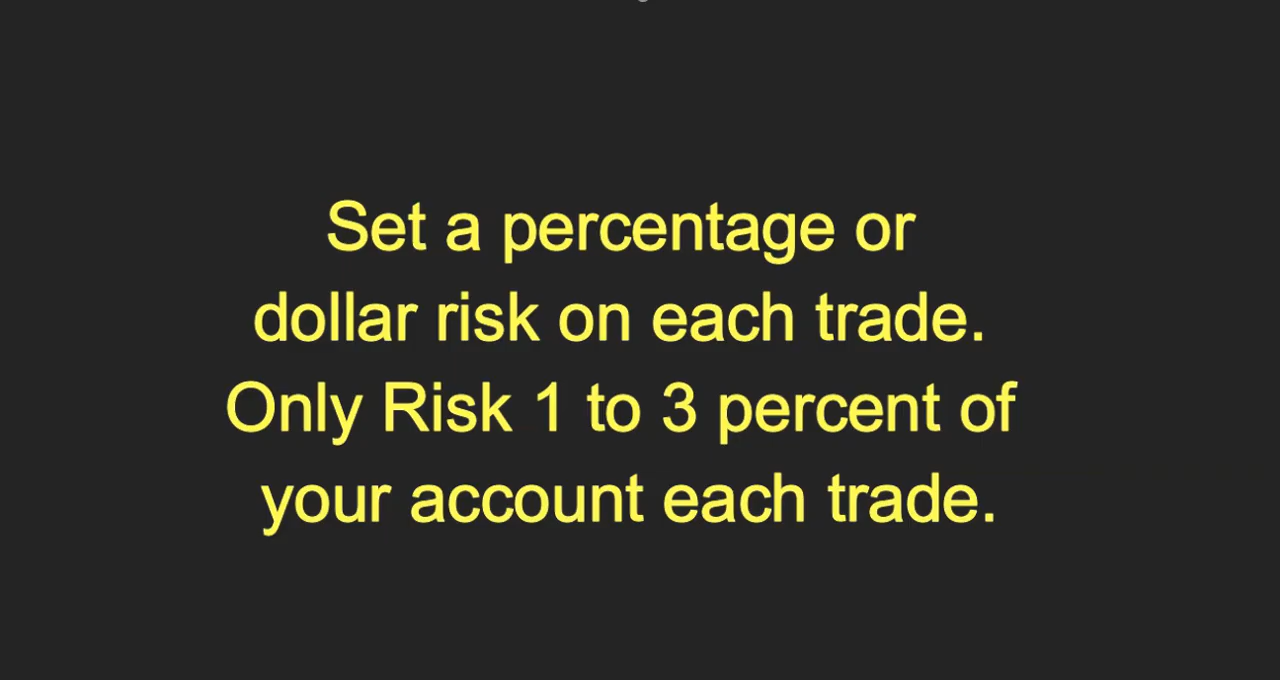 Set a percentage or
dollar risk on each trade.
Only Risk 1 to 3 percent of
your account each trade.